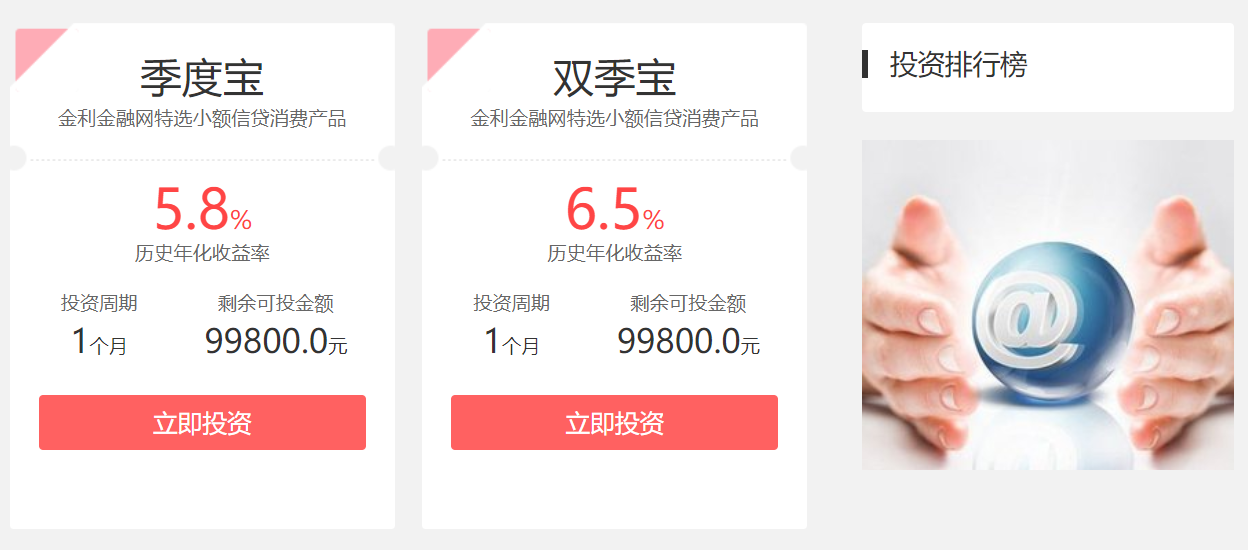 季度宝
金利金融网特选小额信贷消费产品
5.8%
历史年化收益率
投资周期 剩余可投金额
1个月 99800.0元
立即投资
双季宝
金利金融网特选小额信贷消费产品
6.5%
历史年化收益率
投资周期 剩余可投金额
1个月 99800.0元
立即投资
投资排行榜
@